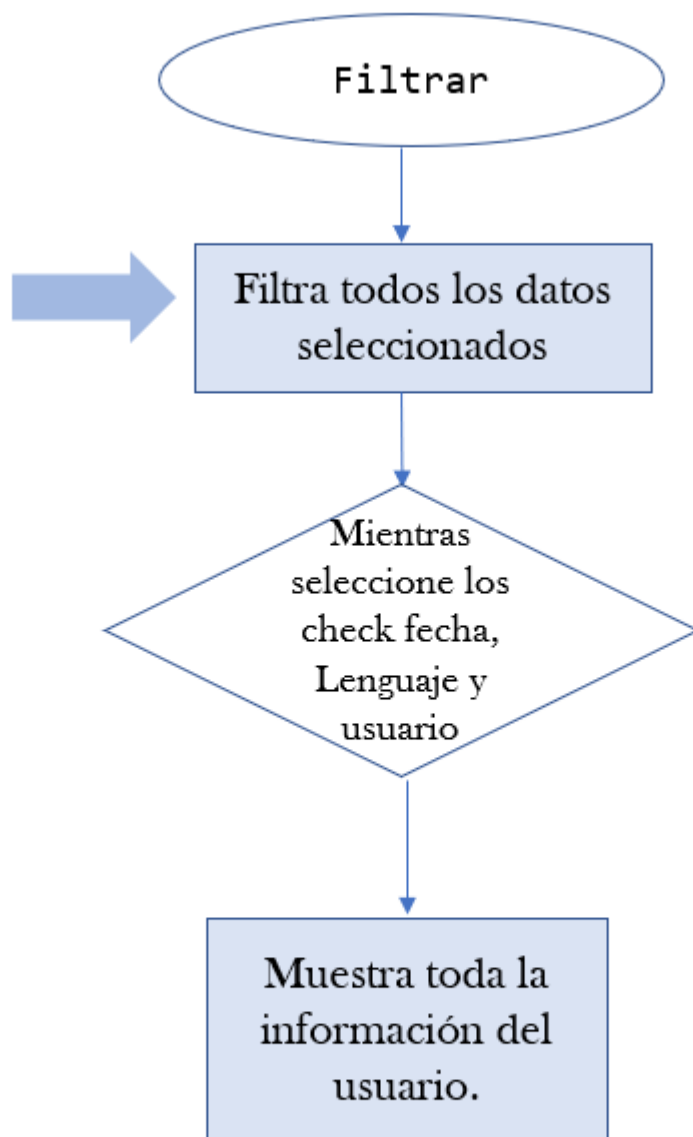 Filtrar
Filtra todos los datos
seleccionados
Mientras
seleccione los
check fecha,
Lenguaje y
usuario
Muestra toda la
información del
usuario.